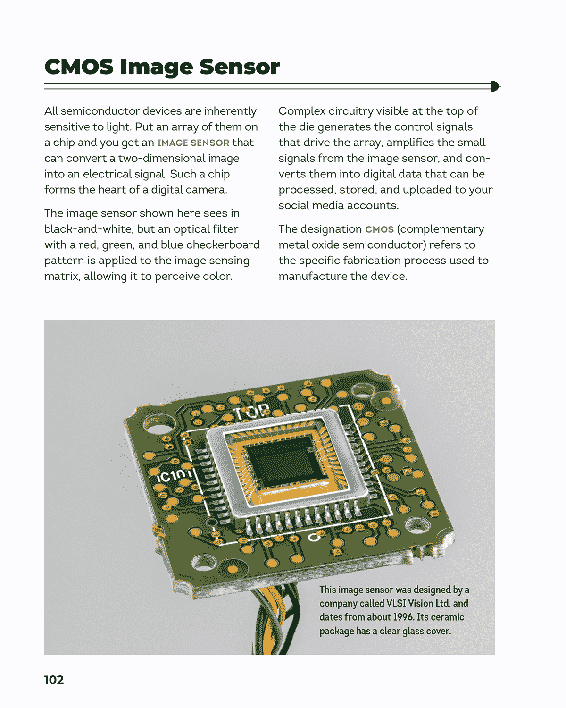 CMOS Image Sensor
All semiconductor devices are inherently
sensitive to light. Put an array of them on
a chip and you get an IMAGE SENSOR that
can convert a two-dimensional image
into an electrical signal. Such a chip
forms the heart of a digital camera.
The image sensor shown here sees in
black-and-white, but an optical filter
with a red, green, and blue checkerboard
pattern is applied to the image sensing
matrix, allowing it to perceive color.
Complex circuitry visible at the top of
the die generates the control signals
that drive the array, amplifies the small
signals from the image sensor, and con-
verts them into digital data that can be
processed, stored, and uploaded to your
social media accounts.
The designation CMOS (complementary
metal oxide semiconductor) refers to
the specific fabrication process used to
manufacture the device.
TOP
IC101
This image sensor was designed by a
company called VLSI Vision Ltd. and
dates from about 1996. Its ceramic
package has a clear glass cover.
102